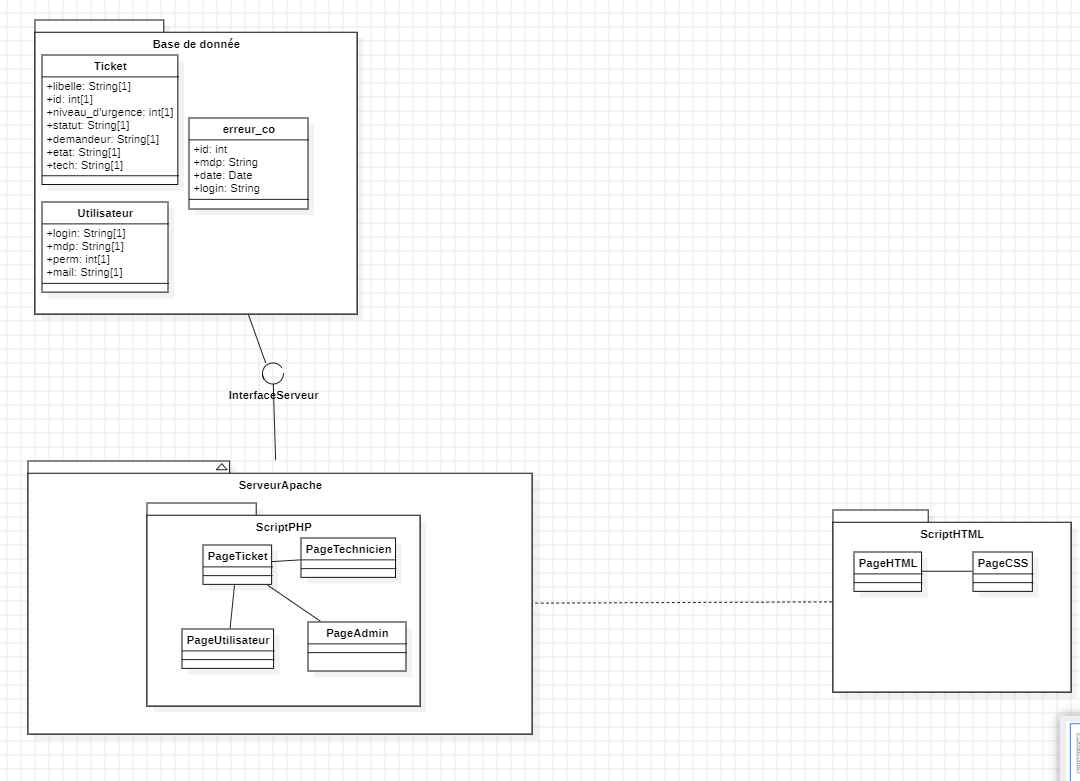 Base de donnée
Ticket
+libelle: String[1]
+id: int[1]
+niveau_d'urgence: int[1]
+statut: String[1]
+demandeur: String[1]
+etat: String[1]
+tech: String[1]
erreur_co
+id: int
+mdp: String
+date: Date
+login: String
Utilisateur
+login: String[1]
+mdp: String[1]
+perm: int[1]
+mail: String[1]
InterfaceServeur
ServeurApache
ScriptPHP
PageTicket
PageTechnicien
PageUtilisateur
PageAdmin
ScriptHTML
PageHTML
PageCSS